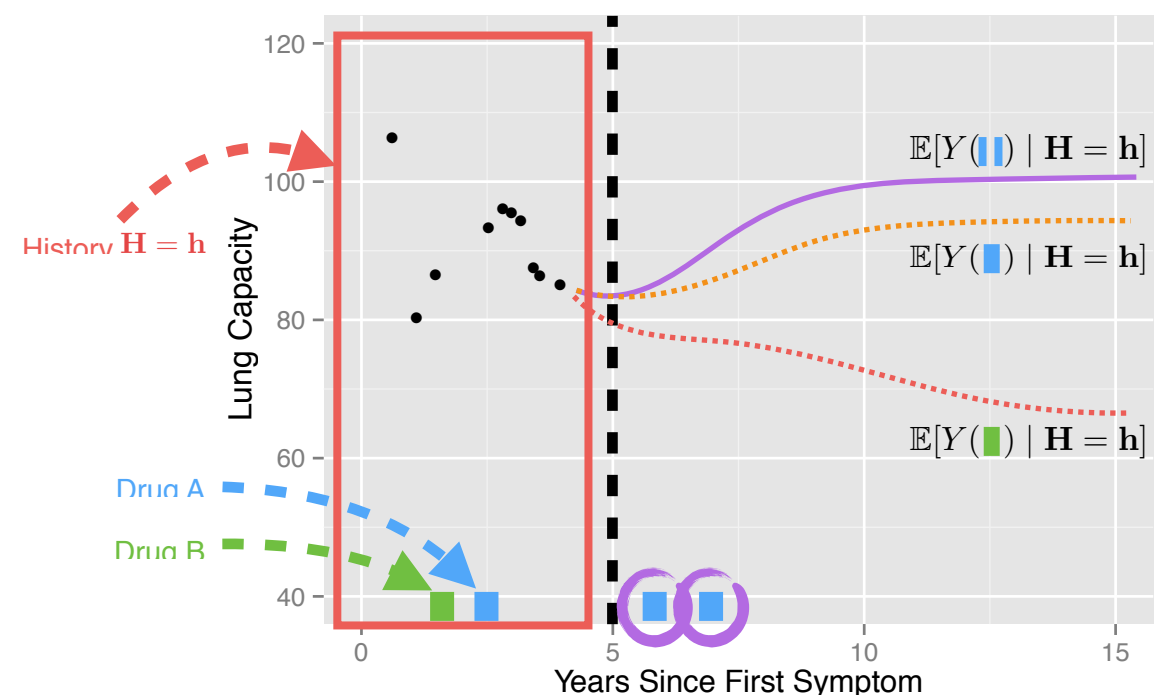 120
100
80
60
40
Lung Capacity
History H = h
Drug A
Drug B
𝔼[Y( ) | H = h]
𝔼[Y( ) | H = h]
𝔼[Y( ) | H = h]
0 5 10 15
Years Since First Symptom